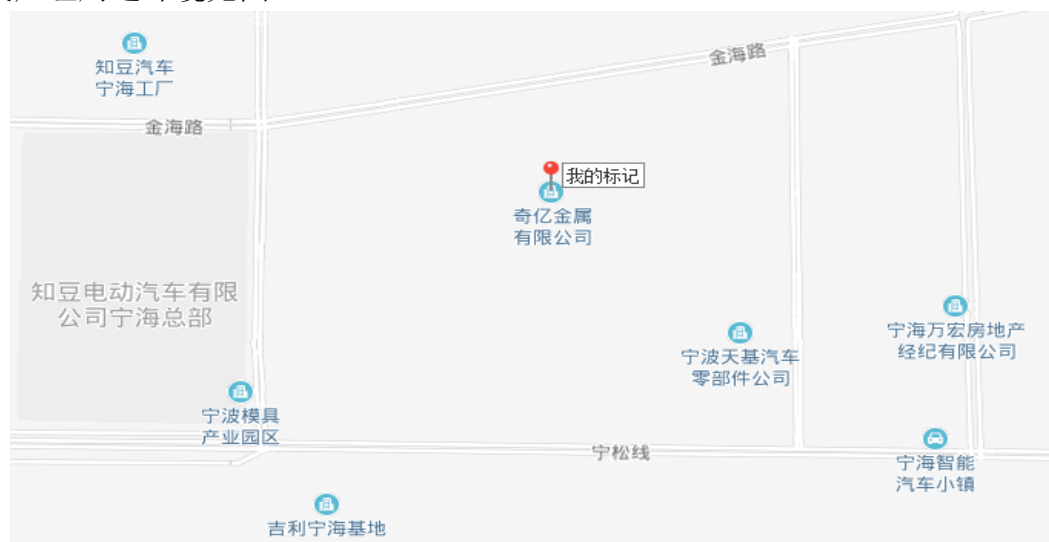 知豆汽车
宁海工厂
金海路
金海路
我的标记
奇亿金属
有限公司
知豆电动汽车有限
公司宁海总部
宁海万宏房地产
经纪有限公司
宁波天基汽车
零部件公司
宁波模具
产业园区
宁松线
宁海智能
汽车小镇
吉利宁海基地